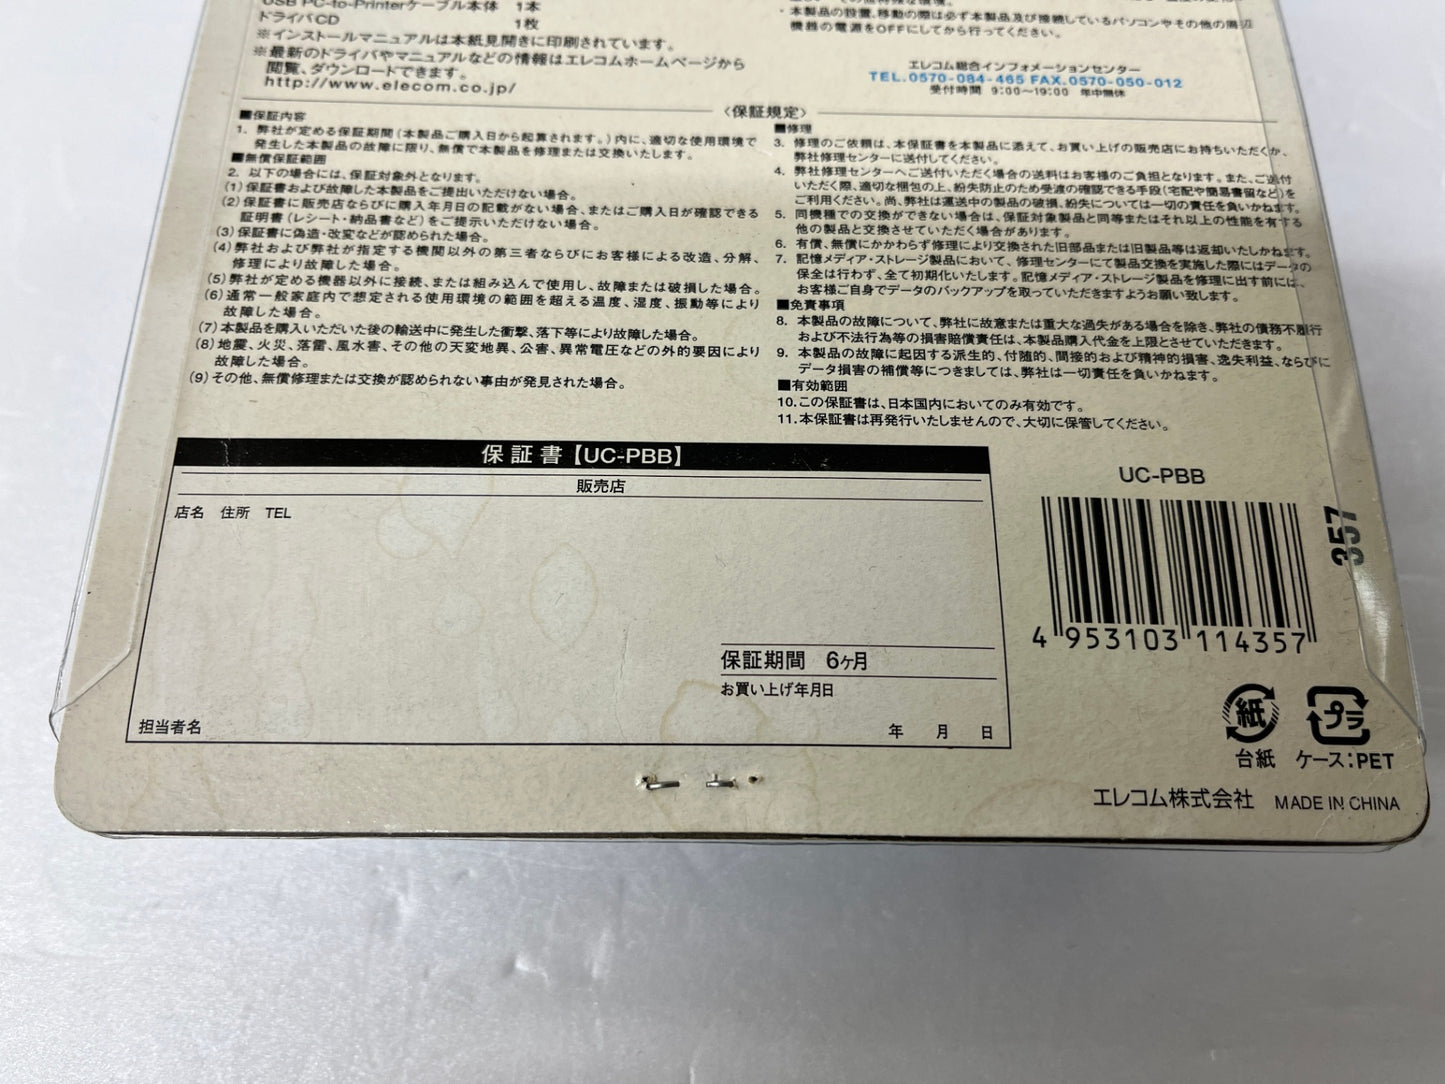 USB PC-to-Printerケーブル本体 1本
ドライバCD 1枚
※インストールマニュアルは本紙見開きに印刷されています。
※最新のドライバやマニュアルなどの情報はエレコムホームページから
閲覧、ダウンロードできます。
http://www.elecom.co.jp/
・本製品の設置、移動の際は必ず本製品及び接続しているパソコンやその他の周辺
機器の電源をOFFにしてから行ってください。
エレコム総合インフォメーションセンター
TEL.0570-084-465 FAX.0570-050-012
受付時間 9:00〜19:00 年中無休
〈保証規定〉
■保証内容
1. 弊社が定める保証期間(本製品ご購入日から起算されます。)内に、適切な使用環境で
発生した本製品の故障に限り、無償で本製品を修理または交換いたします。
■無償保証範囲
2. 以下の場合には、保証対象外となります。
(1)保証書および故障した本製品をご提出いただけない場合。
(2)保証書に販売店ならびに購入年月日の記載がない場合、またはご購入日が確認できる
証明書(レシート・納品書など)をご提示いただけない場合。
(3)保証書に偽造・改変などが認められた場合。
(4)弊社および弊社が指定する機関以外の第三者ならびにお客様による改造、分解、
修理により故障した場合。
(5)弊社が定める機器以外に接続、または組み込んで使用し、故障または破損した場合。
(6)通常一般家庭内で想定される使用環境の範囲を超える温度、湿度、振動等により
故障した場合。
(7)本製品を購入いただいた後の輸送中に発生した衝撃、落下等により故障した場合。
(8)地震、火災、落雷、風水害、その他の天変地異、公害、異常電圧などの外的要因により
故障した場合。
(9)その他、無償修理または交換が認められない事由が発見された場合。
■修理
3. 修理のご依頼は、本保証書を本製品に添えて、お買い上げの販売店にお持ちいただくか、
弊社修理センターに送付してください。
4. 弊社修理センターへご送付いただく場合の送料はお客様のご負担となります。また、ご送付
いただく際、適切な梱包の上、紛失防止のため受渡の確認できる手段(宅配や簡易書留など)を
ご利用ください。尚、弊社は運送中の製品の破損、紛失については一切の責任を負いかねます。
5. 同機種での交換ができない場合は、保証対象製品と同等またはそれ以上の性能を有する
他の製品と交換させていただく場合があります。
6. 有償、無償にかかわらず修理により交換された旧部品または旧製品等は返却いたしかねます。
7. 記憶メディア・ストレージ製品において、修理センターにて製品交換を実施した際にはデータの
保全は行わず、全て初期化いたします。記憶メディア・ストレージ製品を修理に出す前には、
お客様ご自身でデータのバックアップを取っていただきますようお願い致します。
■免責事項
8. 本製品の故障について、弊社に故意または重大な過失がある場合を除き、弊社の債務不履行
および不法行為等の損害賠償責任は、本製品購入代金を上限とさせていただきます。
9. 本製品の故障に起因する派生的、付随的、間接的および精神的損害、逸失利益、ならびに
データ損害の補償等につきましては、弊社は一切責任を負いかねます。
■有効範囲
10.この保証書は、日本国内においてのみ有効です。
11.本保証書は再発行いたしませんので、大切に保管してください。
保証書【UC-PBB】
販売店
店名 住所 TEL
保証期間 6ヶ月
お買い上げ年月日
担当者名
年 月 日
UC-PBB
357
4 953103 114357
紙 プラ
台紙 ケース:PET
エレコム株式会社 MADE IN CHINA